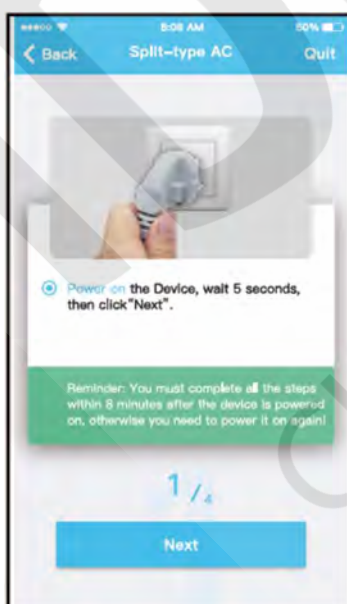 5:08 AM
50%
Back
Split-type AC
Quit
Power on the Device, wait 5 seconds,
then click"Next".
Reminder: You must complete all the steps
within 8 minutes after the device is powered
on, otherwise you need to power it on again!
1/4
Next